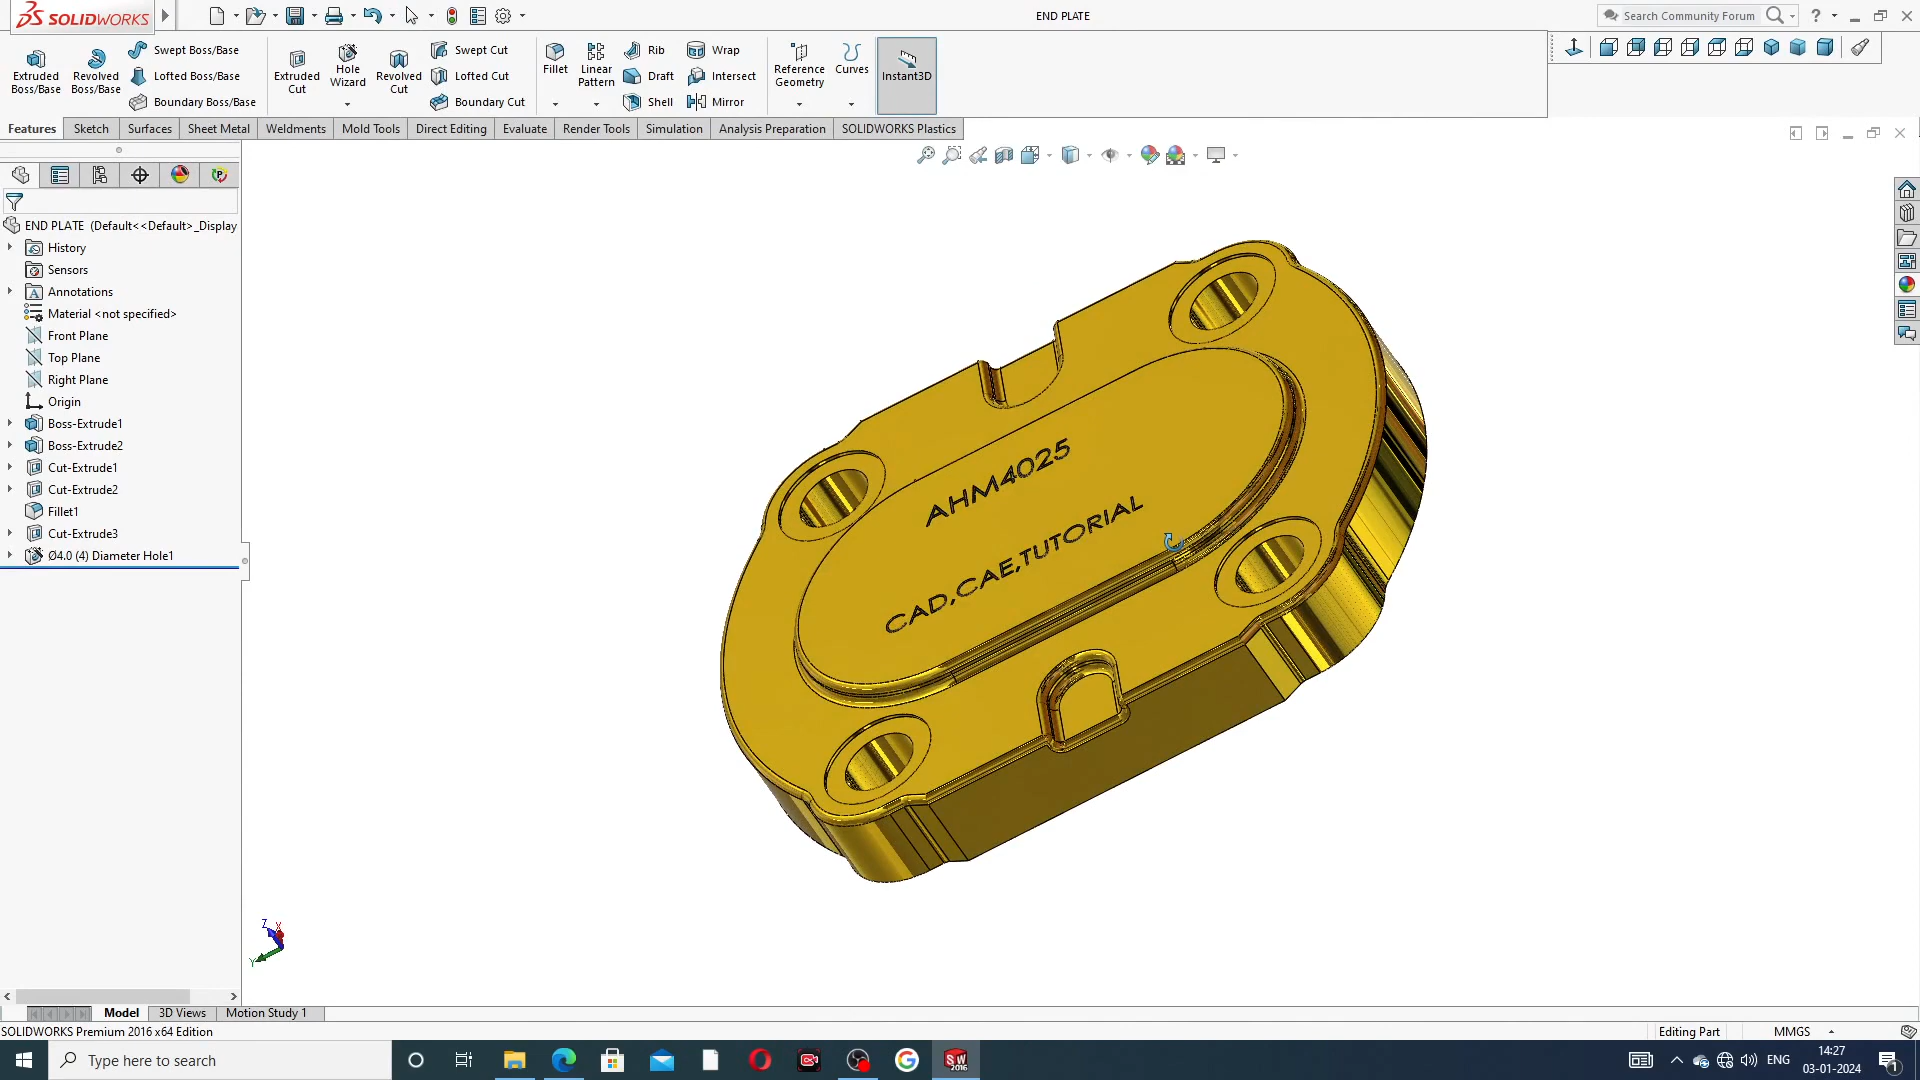 SOLIDWORKS
END PLATE
Search Community Forum
Extruded Boss/Base
Revolved Boss/Base
Swept Boss/Base
Lofted Boss/Base
Boundary Boss/Base
Extruded Cut
Hole Wizard
Revolved Cut
Swept Cut
Lofted Cut
Boundary Cut
Fillet
Linear Pattern
Rib
Draft
Shell
Wrap
Intersect
Mirror
Reference Geometry
Curves
Instant3D
Features Sketch Surfaces Sheet Metal Weldments Mold Tools Direct Editing Evaluate Render Tools Simulation Analysis Preparation SOLIDWORKS Plastics
END PLATE (Default<<Default>_Display
History
Sensors
Annotations
Material <not specified>
Front Plane
Top Plane
Right Plane
Origin
Boss-Extrude1
Boss-Extrude2
Cut-Extrude1
Cut-Extrude2
Fillet1
Cut-Extrude3
Ø4.0 (4) Diameter Hole1
AHM4025
CAD,CAE,TUTORIAL
Z X
Y
Model 3D Views Motion Study 1
SOLIDWORKS Premium 2016 x64 Edition
Editing Part MMGS
Type here to search
SW 2016
ENG
14:27
03-01-2024
1